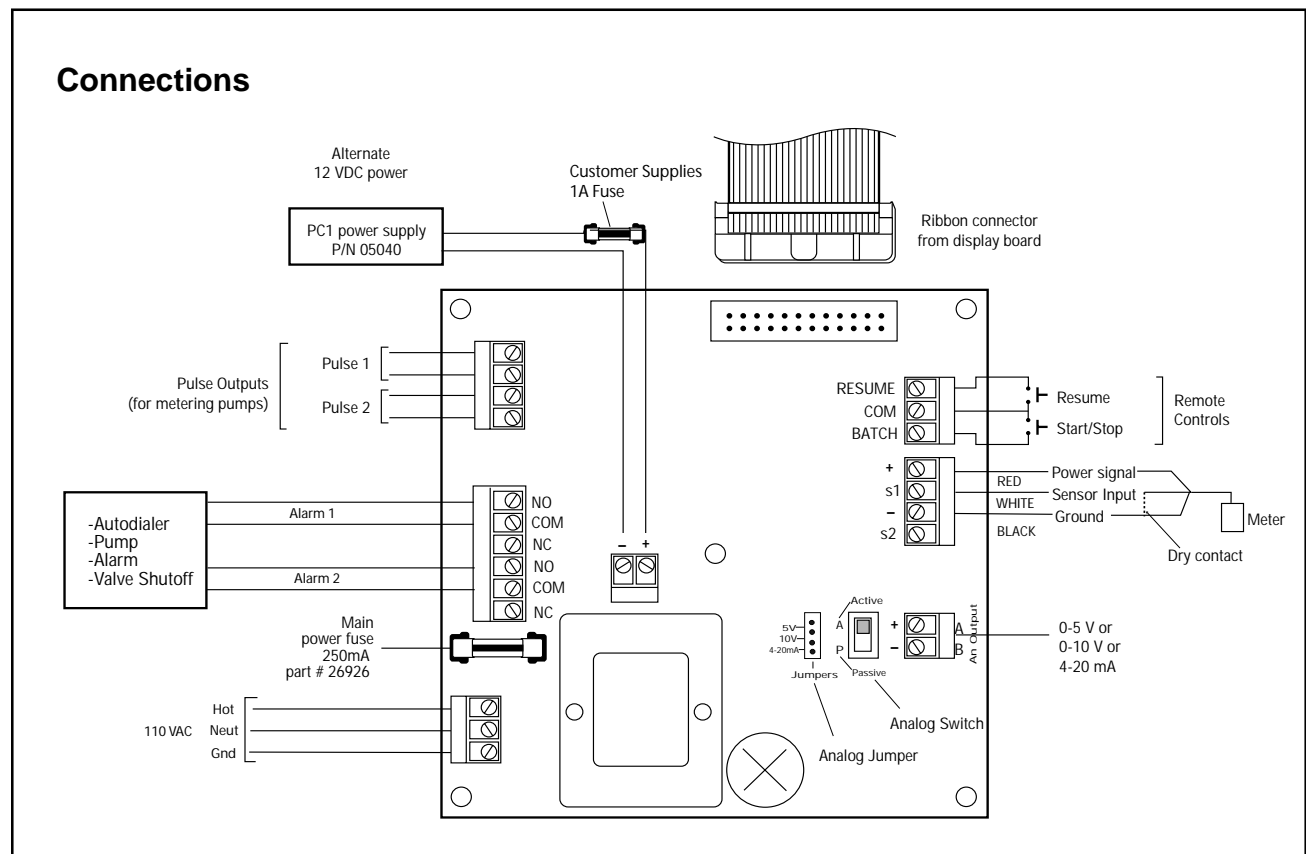 Connections
Alternate
12 VDC power
Customer Supplies
1A Fuse
PC1 power supply
P/N 05040
Ribbon connector
from display board
Pulse Outputs
(for metering pumps)
Pulse 1
Pulse 2
RESUME
COM
BATCH
Resume
Start/Stop
Remote
Controls
+
s1
–
s2
RED
WHITE
BLACK
Power signal
Sensor Input
Ground
Meter
Dry contact
-Autodialer
-Pump
-Alarm
-Valve Shutoff
Alarm 1
Alarm 2
NO
COM
NC
NO
COM
NC
– +
Main
power fuse
250mA
part # 26926
110 VAC
Hot
Neut
Gnd
5V
10V
4-20mA
Jumpers
Active
A
P
Passive
+
–
A
B
An Output
0-5 V or
0-10 V or
4-20 mA
Analog Switch
Analog Jumper